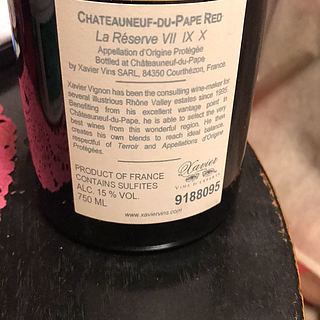 CHATEAUNEUF-DU-PAPE RED
La Réserve VII IX X
Appellation d'Origine Protégée
Bottled at Châteauneuf-du-Pape
by Xavier Vins SARL, 84350 Courthézon, France.
Xavier Vignon has been the consulting wine-maker for
several illustrious Rhône Valley estates since 1995.
Benefiting from his excellent vantage point in
Châteauneuf-du-Pape, he is able to select the very
best wines from this wonderful region. He then
creates his own blends to reach ideal balance,
respectful of Terroir and Appellations d'Origine
Protégées.
PRODUCT OF FRANCE
CONTAINS SULFITES
ALC. 15 % VOL.
750 ML
Xavier
9188095
www.xaviervins.com